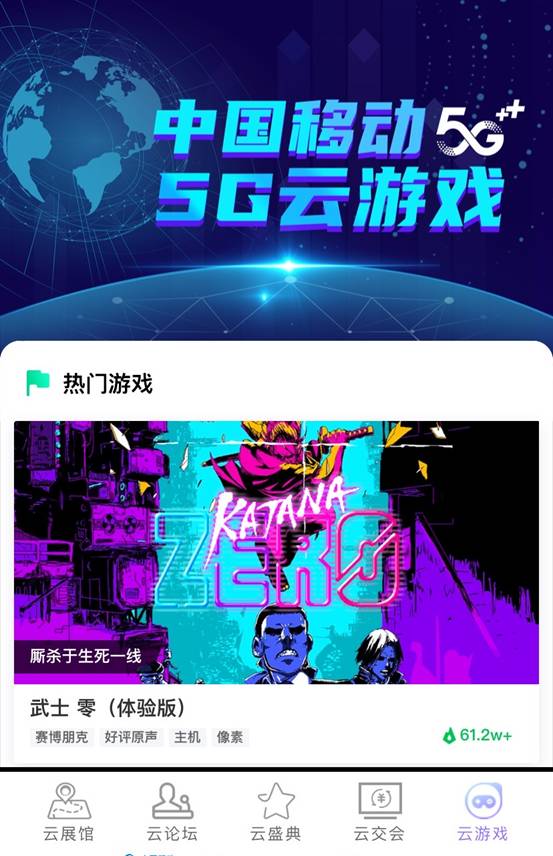 中国移动 5G++
5G云游戏
热门游戏
KATANA
ZERO
厮杀于生死一线
武士 零（体验版）
赛博朋克 好评原声 主机 像素 61.2w+
云展馆 云论坛 云盛典 云交会 云游戏